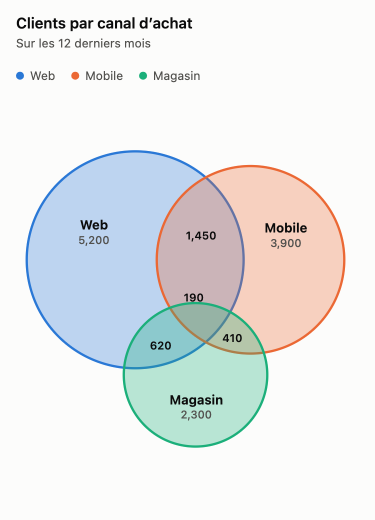 Clients par canal d’achat
Sur les 12 derniers mois
Web Mobile Magasin
Web
5,200
1,450
Mobile
3,900
190
620
410
Magasin
2,300